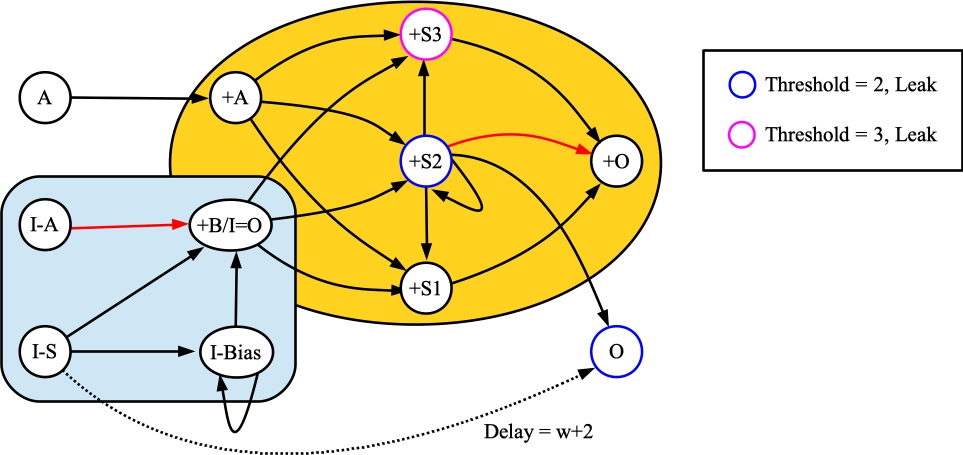 +S3
Threshold = 2, Leak
A
+A
Threshold = 3, Leak
+S2
+O
I-A
+B/I=O
+S1
I-S
I-Bias
O
Delay = w+2